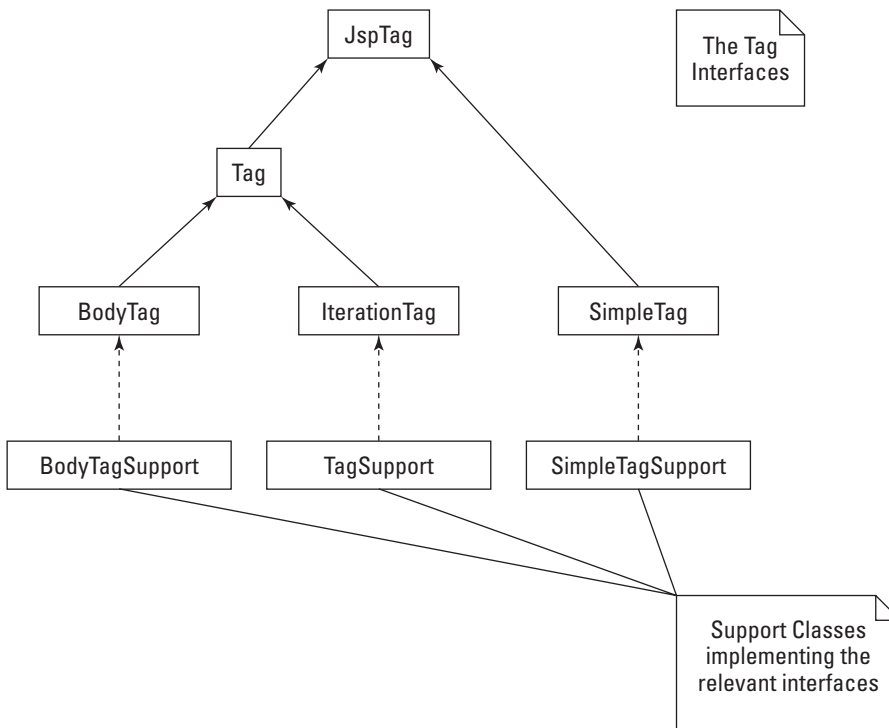 JspTag
The Tag
Interfaces
Tag
BodyTag
IterationTag
SimpleTag
BodyTagSupport
TagSupport
SimpleTagSupport
Support Classes
implementing the
relevant interfaces